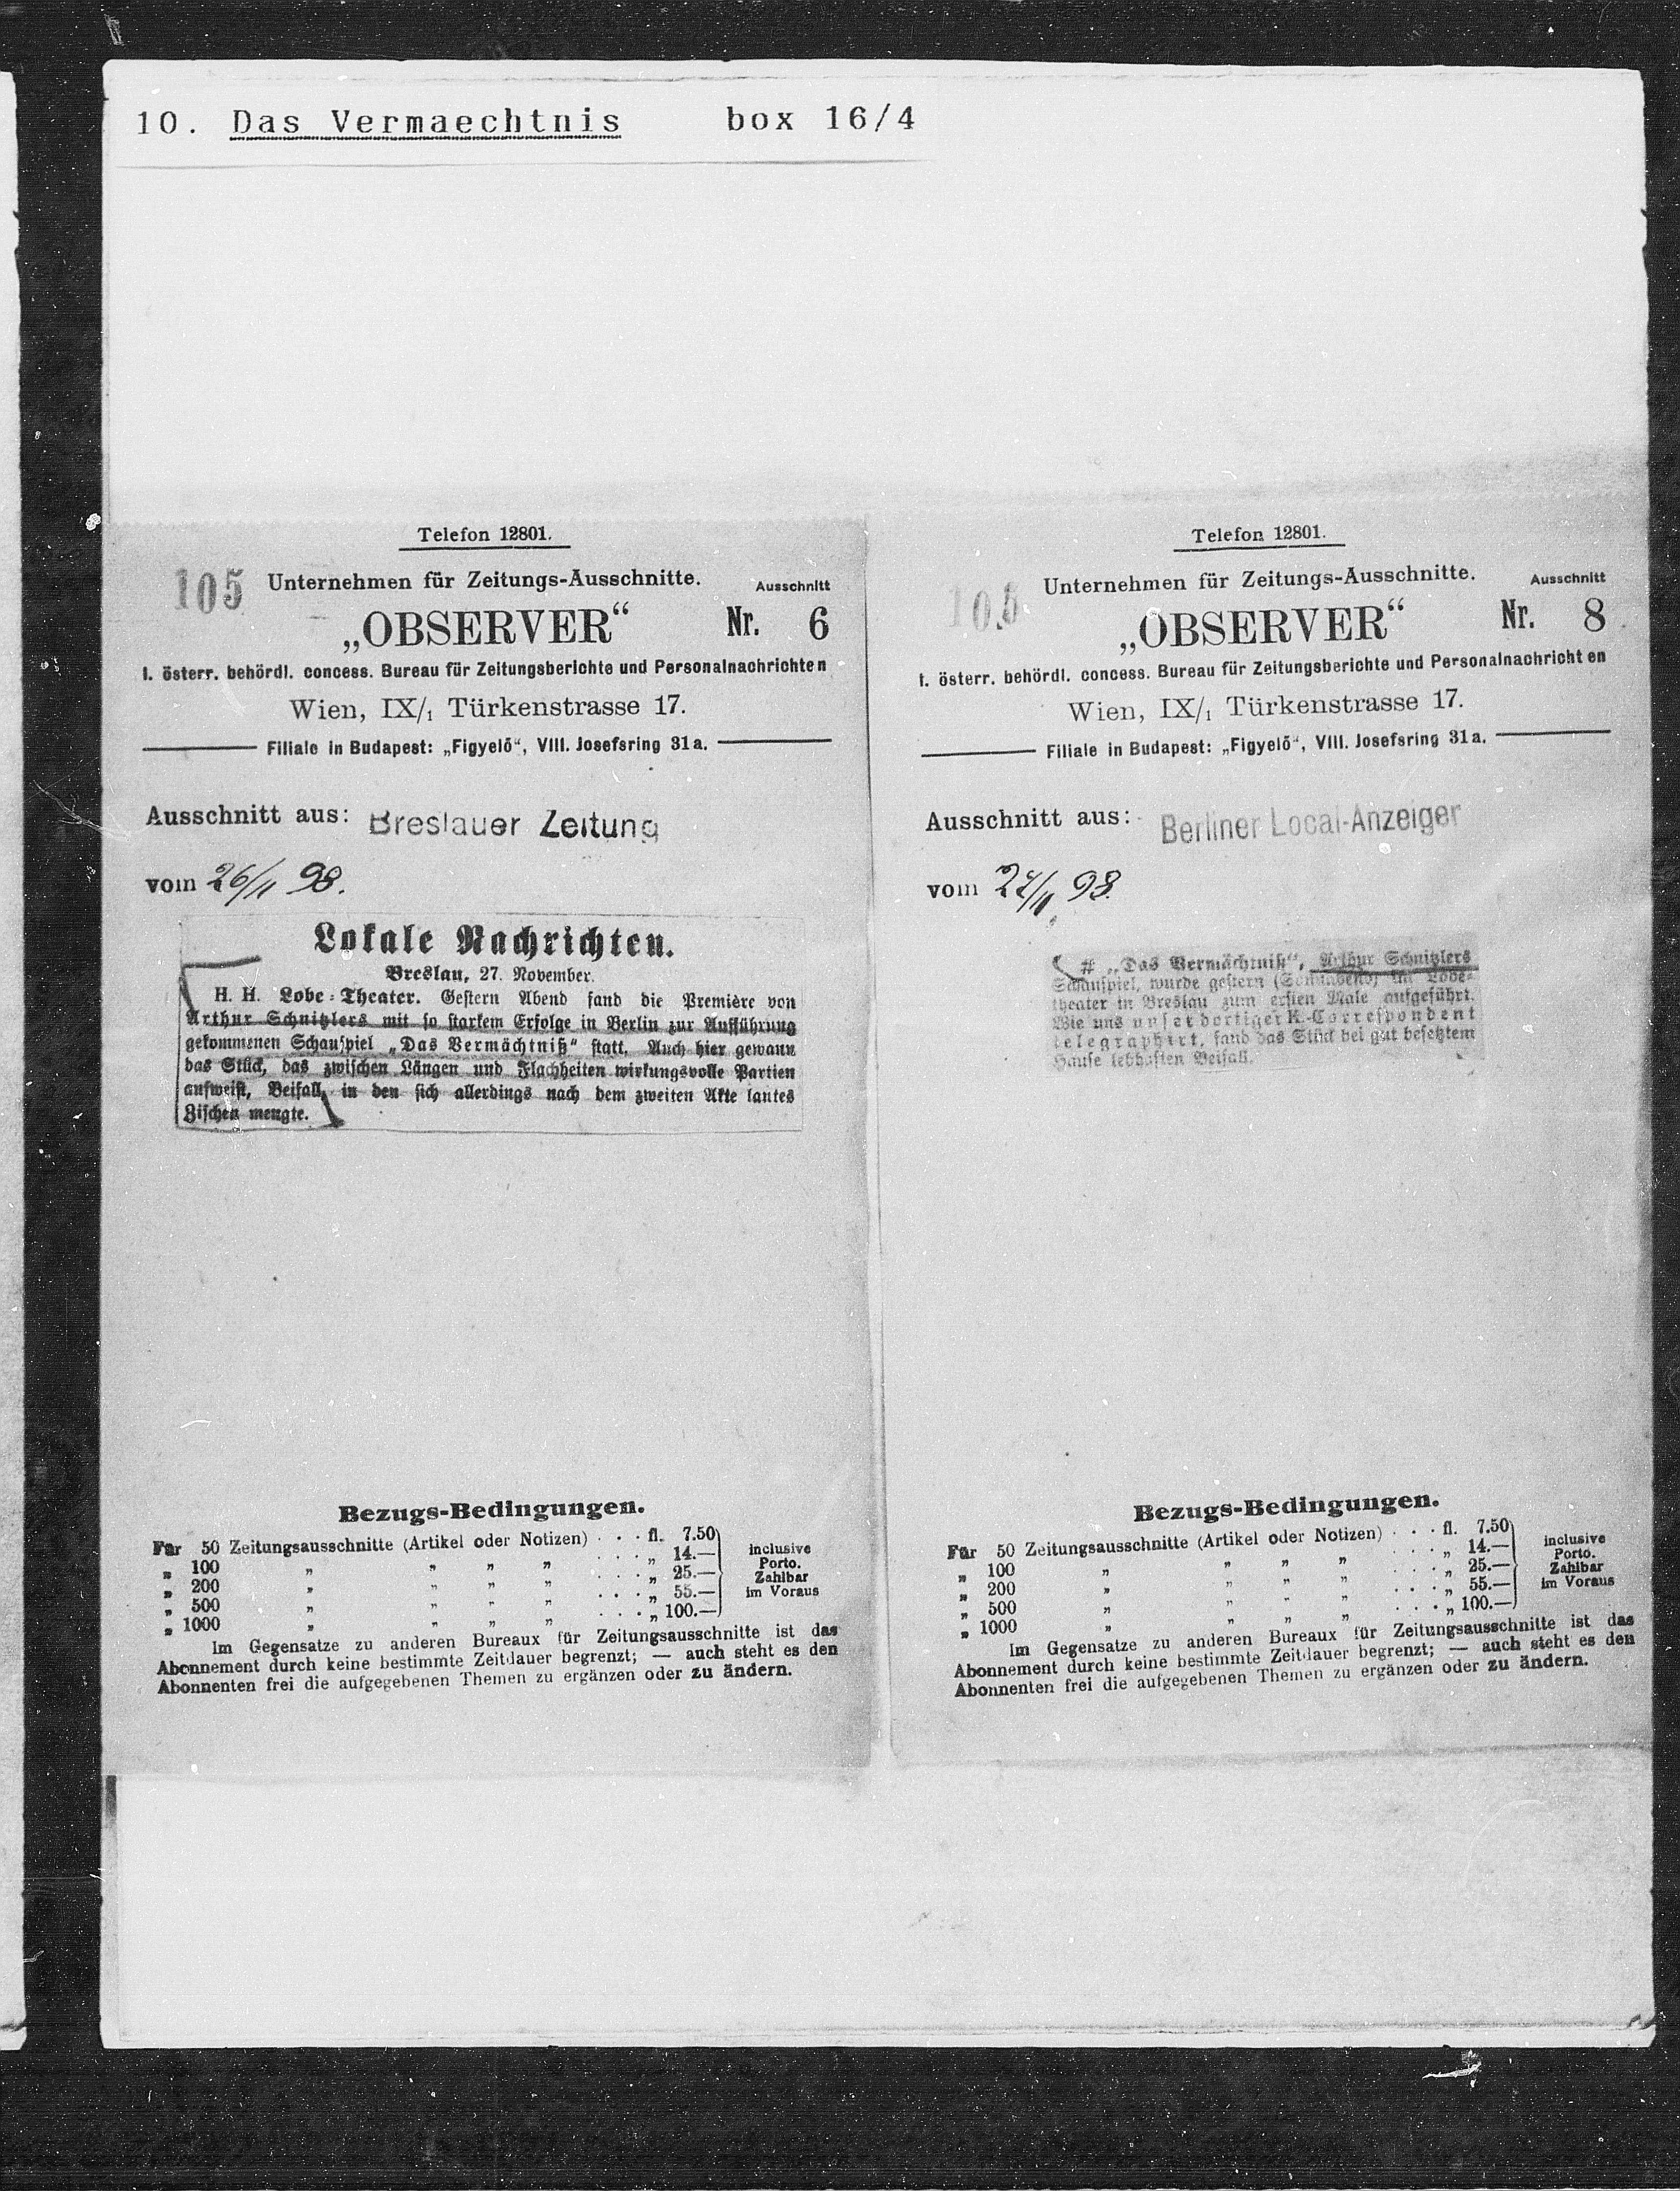 10. Das Vermaechtnis box 16/4
Telefon 12801.
105 Unternehmen für Zeitungs-Ausschnitte. Ausschnitt
„OBSERVER“ Nr. 6
I. österr. behördl. concess. Bureau für Zeitungsberichte und Personalnachrichten
Wien, IX/1 Türkenstrasse 17.
Filiale in Budapest: „Figyelő“, VIII. Josefsring 31a.
Ausschnitt aus: Breslauer Zeitung
vom 26/11 98.
Lokale Nachrichten.
Breslau, 27. November.
H. H. Lobe-Theater. Gestern Abend fand die Première von
Arthur Schnitzlers mit so starkem Erfolge in Berlin zur Aufführung
gekommenen Schauspiel „Das Vermächtniß“ statt. Auch hier gewann
das Stück, das zwischen Längen und Flachheiten wirkungsvolle Partien
aufweist, Beifall, in den sich allerdings nach dem zweiten Akte lautes
Zischen mengte.
Bezugs-Bedingungen.
Für 50 Zeitungsausschnitte (Artikel oder Notizen) . . . fl. 7.50
„ 100 „ „ „ „ . . . „ 14.—
„ 200 „ „ „ „ . . . „ 25.—
„ 500 „ „ „ „ . . . „ 55.—
„ 1000 „ „ „ „ . . . „ 100.—
inclusive
Porto.
Zahlbar
im Voraus
Im Gegensatze zu anderen Bureaux für Zeitungsausschnitte ist das
Abonnement durch keine bestimmte Zeitdauer begrenzt; — auch steht es den
Abonnenten frei die aufgegebenen Themen zu ergänzen oder zu ändern.
Telefon 12801.
105 Unternehmen für Zeitungs-Ausschnitte. Ausschnitt
„OBSERVER“ Nr. 8
I. österr. behördl. concess. Bureau für Zeitungsberichte und Personalnachrichten
Wien, IX/1 Türkenstrasse 17.
Filiale in Budapest: „Figyelő“, VIII. Josefsring 31a.
Ausschnitt aus: Berliner Local-Anzeiger
vom 98.
# „Das Vermächtniß“, Arthur Schnitzlers
Schauspiel, wurde gestern (Sonnabend) im Lobe-
theater in Breslau zum ersten Male aufgeführt.
Wie uns unser dortiger K.-Correspondent
telegraphirt, fand das Stück bei gut besetztem
Hause lebhaften Beifall.
Bezugs-Bedingungen.
Für 50 Zeitungsausschnitte (Artikel oder Notizen) . . . fl. 7.50
„ 100 „ „ „ „ . . . „ 14.—
„ 200 „ „ „ „ . . . „ 25.—
„ 500 „ „ „ „ . . . „ 55.—
„ 1000 „ „ „ „ . . . „ 100.—
inclusive
Porto.
Zahlbar
im Voraus
Im Gegensatze zu anderen Bureaux für Zeitungsausschnitte ist das
Abonnement durch keine bestimmte Zeitdauer begrenzt; — auch steht es den
Abonnenten frei die aufgegebenen Themen zu ergänzen oder zu ändern.